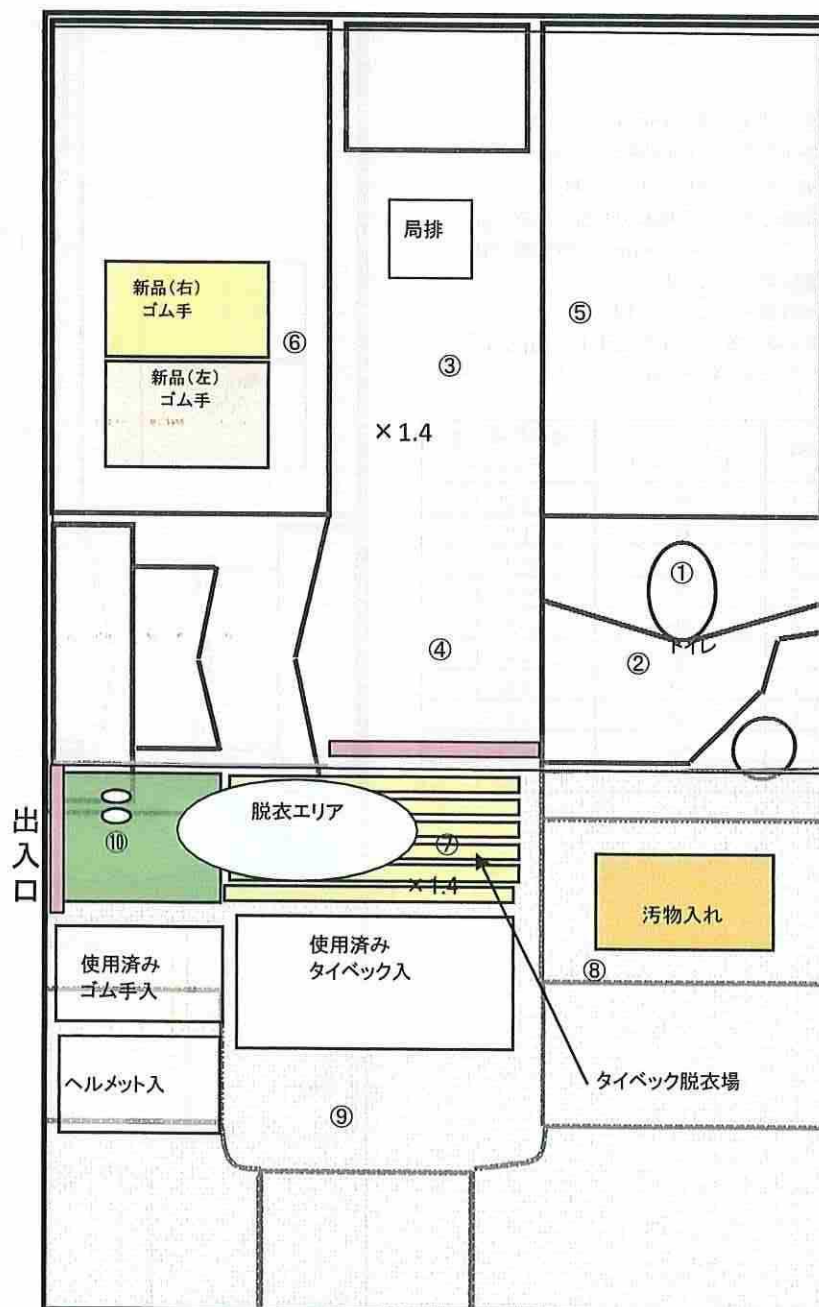 局排
新品(右)
ゴム手
⑥
⑤
③
新品(左)
ゴム手
×1.4
①
④
②
トイレ
出入口
脱衣エリア
⑩
⑦
×1.4
汚物入れ
使用済み
ゴム手入
使用済み
タイベック入
⑧
ヘルメット入
タイベック脱衣場
⑨